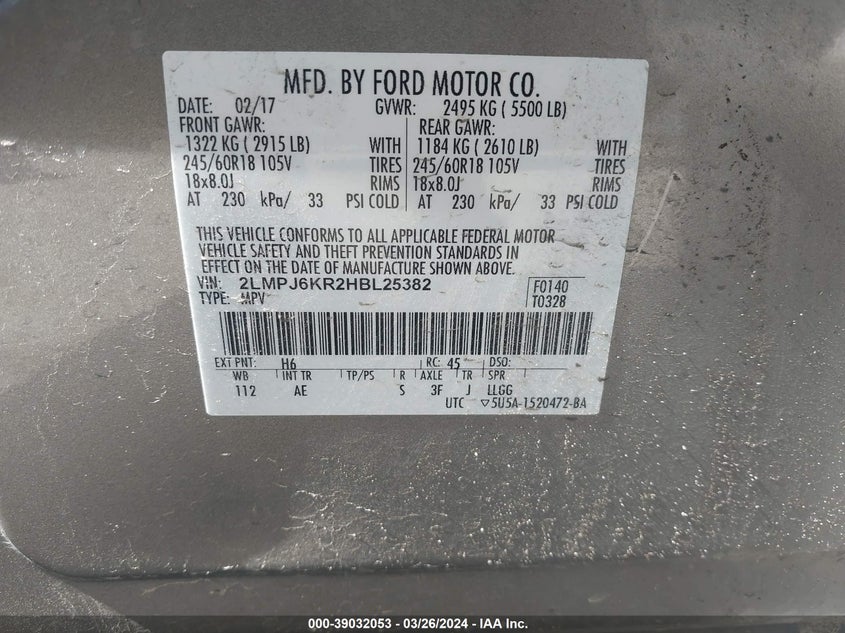 MFD. BY FORD MOTOR CO.
DATE: 02/17 GVWR: 2495 KG ( 5500 LB)
FRONT GAWR: REAR GAWR:
1322 KG ( 2915 LB) WITH 1184 KG ( 2610 LB) WITH
245/60R18 105V TIRES 245/60R18 105V TIRES
18x8.0J RIMS 18x8.0J RIMS
AT 230 kPa/ 33 PSI COLD AT 230 kPa/ 33 PSI COLD
THIS VEHICLE CONFORMS TO ALL APPLICABLE FEDERAL MOTOR
VEHICLE SAFETY AND THEFT PREVENTION STANDARDS IN
EFFECT ON THE DATE OF MANUFACTURE SHOWN ABOVE.
VIN: 2LMPJ6KR2HBL25382 F0140
TYPE: MPV T0328
EXT PNT: H6 RC: 45 DSO:
WB INT TR TP/PS R AXLE TR SPR
112 AE S 3F J LLGG
UTC ▽5U5A-1520472-BA
000-39032053 - 03/26/2024 - IAA Inc.